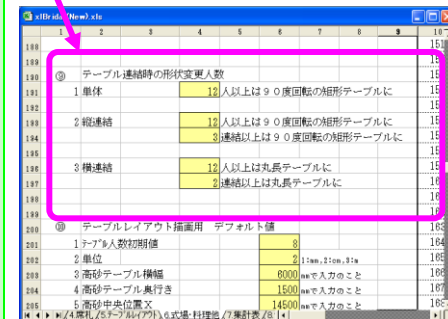 xlBridal(New).xls
1 2 3 4 5 6 7 8 9 10
188 151
189
190 ⑨ テーブル連結時の形状変更人数
191 1 単体 12 人以上は90度回転の矩形テーブルに
192
193 2 縦連結 12 人以上は90度回転の矩形テーブルに
194 3 連結以上は90度回転の矩形テーブルに
195
196 3 横連結 12 人以上は丸長テーブルに
197 2 連結以上は丸長テーブルに
198
199
200 ⑩ テーブルレイアウト描画用 デフォルト値
201 1 テーブル人数初期値 8 164
202 2 単位 2 1:mm,2:cm,3:m
203 3 高砂テーブル横幅 6000 mmで入力のこと
204 4 高砂テーブル奥行き 1500 mmで入力のこと
205 5 高砂中央位置X 14500 mmで入力のこと
4.席札 / 5.テーブルレイアウト / 6.式場・料理他 / 7.集計表 / 8.